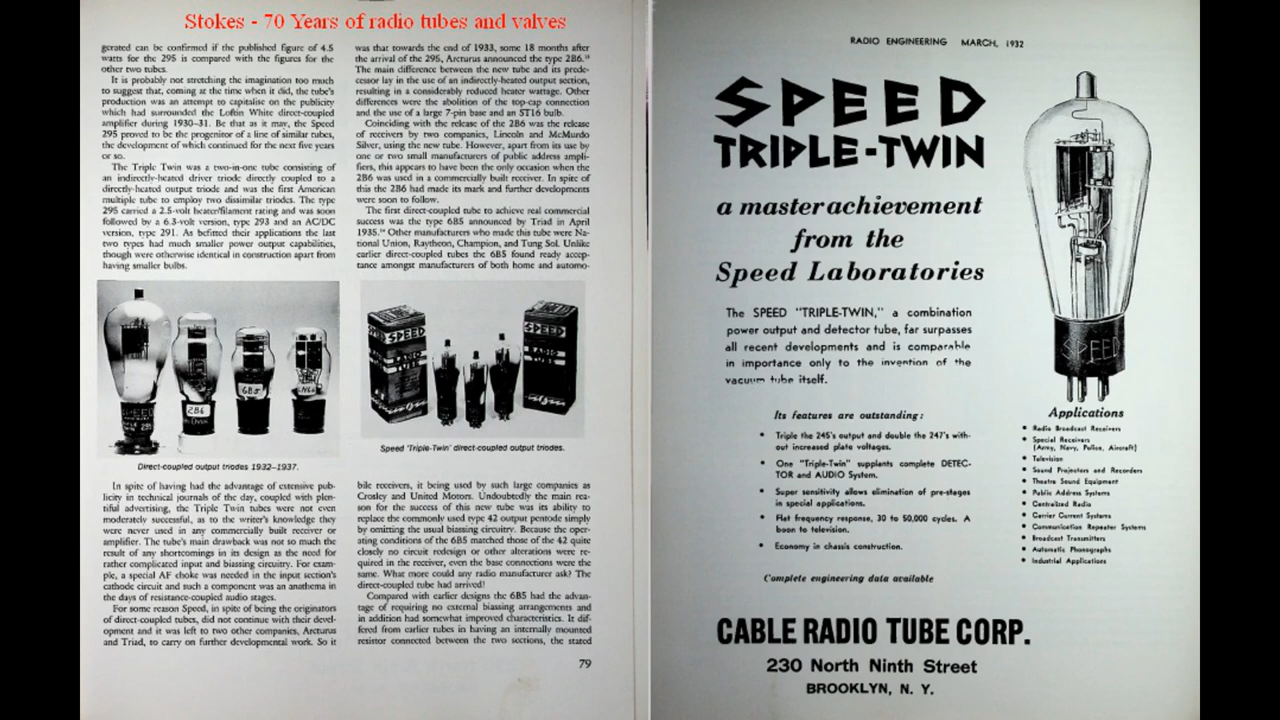 Stokes - 70 Years of radio tubes and valves
gerated can be confirmed if the published figure of 4.5
watts for the 295 is compared with the figures for the
other two tubes.
It is probably not stretching the imagination too much
to suggest that, coming at the time when it did, the tube's
production was an attempt to capitalise on the publicity
which had surrounded the Loftin White direct-coupled
amplifier during 1930–31. Be that as it may, the Speed
295 proved to be the progenitor of a line of similar tubes,
the development of which continued for the next five years
or so.
The Triple Twin was a two-in-one tube consisting of
an indirectly-heated driver triode directly coupled to a
directly-heated output triode and was the first American
multiple tube to employ two dissimilar triodes. The type
295 carried a 2.5-volt heater/filament rating and was soon
followed by a 6.3-volt version, type 293 and an AC/DC
version, type 291. As befitted their applications the last
two types had much smaller power output capabilities,
though were otherwise identical in construction apart from
having smaller bulbs.
SPEED
2B6
6B5
Direct-coupled output triodes 1932–1937.
In spite of having had the advantage of extensive pub-
licity in technical journals of the day, coupled with plen-
tiful advertising, the Triple Twin tubes were not even
moderately successful, as to the writer's knowledge they
were never used in any commercially built receiver or
amplifier. The tube's main drawback was not so much the
result of any shortcomings in its design as the need for
rather complicated input and biassing circuitry. For exam-
ple, a special AF choke was needed in the input section's
cathode circuit and such a component was an anathema in
the days of resistance-coupled audio stages.
For some reason Speed, in spite of being the originators
of direct-coupled tubes, did not continue with their devel-
opment and it was left to two other companies, Arcturus
and Triad, to carry on further developmental work. So it
was that towards the end of 1933, some 18 months after
the arrival of the 295, Arcturus announced the type 2B6.
The main difference between the new tube and its prede-
cessor lay in the use of an indirectly-heated output section,
resulting in a considerably reduced heater wattage. Other
differences were the abolition of the top-cap connection
and the use of a large 7-pin base and an ST16 bulb.
Coinciding with the release of the 2B6 was the release
of receivers by two companies, Lincoln and McMurdo
Silver, using the new tube. However, apart from its use by
one or two small manufacturers of public address ampli-
fiers, this appears to have been the only occasion when the
2B6 was used in a commercially built receiver. In spite of
this the 2B6 had made its mark and further developments
were soon to follow.
The first direct-coupled tube to achieve real commercial
success was the type 6B5 announced by Triad in April
1935. Other manufacturers who made this tube were Na-
tional Union, Raytheon, Champion, and Tung Sol. Unlike
earlier direct-coupled tubes the 6B5 found ready accep-
tance amongst manufacturers of both home and automo-
SPEED
SPEED
RADIO
Speed 'Triple-Twin' direct-coupled output triodes.
bile receivers, it being used by such large companies as
Crosley and United Motors. Undoubtedly the main rea-
son for the success of this new tube was its ability to
replace the commonly used type 42 output pentode simply
by omitting the usual biassing circuitry. Because the oper-
ating conditions of the 6B5 matched those of the 42 quite
closely no circuit redesign or other alterations were re-
quired in the receiver, even the base connections were the
same. What more could any radio manufacturer ask? The
direct-coupled tube had arrived!
Compared with earlier designs the 6B5 had the advan-
tage of requiring no external biassing arrangements and
in addition had somewhat improved characteristics. It dif-
fered from earlier tubes in having an internally mounted
resistor connected between the two sections, the stated
79
RADIO ENGINEERING MARCH, 1932
SPEED
TRIPLE-TWIN
a master achievement
from the
Speed Laboratories
The SPEED "TRIPLE-TWIN," a combination
power output and detector tube, far surpasses
all recent developments and is comparable
in importance only to the invention of the
vacuum tube itself.
Its features are outstanding:
• Triple the 245's output and double the 247's with-
out increased plate voltages.
• One "Triple-Twin" supplants complete DETEC-
TOR and AUDIO System.
• Super sensitivity allows elimination of pre-stages
in special applications.
• Flat frequency response, 30 to 50,000 cycles. A
boon to television.
• Economy in chassis construction.
Complete engineering data available
SPEED
Applications
• Radio Broadcast Receivers
• Special Receivers
(Army, Navy, Police, Aircraft)
• Television
• Sound Projectors and Recorders
• Theatre Sound Equipment
• Public Address Systems
• Centralized Radio
• Carrier Current Systems
• Communication Repeater Systems
• Broadcast Transmitters
• Automatic Phonographs
• Industrial Applications
CABLE RADIO TUBE CORP.
230 North Ninth Street
BROOKLYN, N. Y.